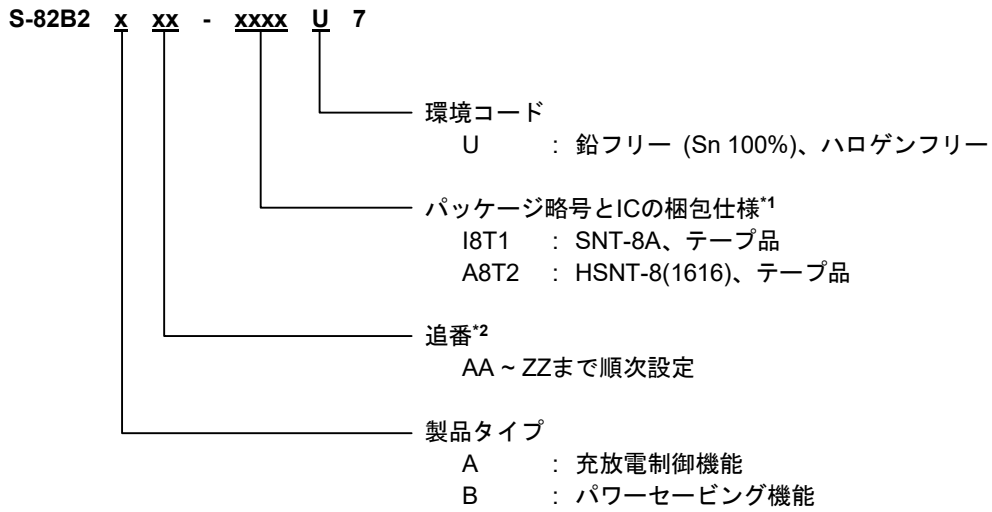 S-82B2 x xx - xxxx U 7
環境コード
U : 鉛フリー (Sn 100%)、ハロゲンフリー
パッケージ略号とICの梱包仕様*1
I8T1 : SNT-8A、テープ品
A8T2 : HSNT-8(1616)、テープ品
追番*2
AA ~ ZZまで順次設定
製品タイプ
A : 充放電制御機能
B : パワーセービング機能